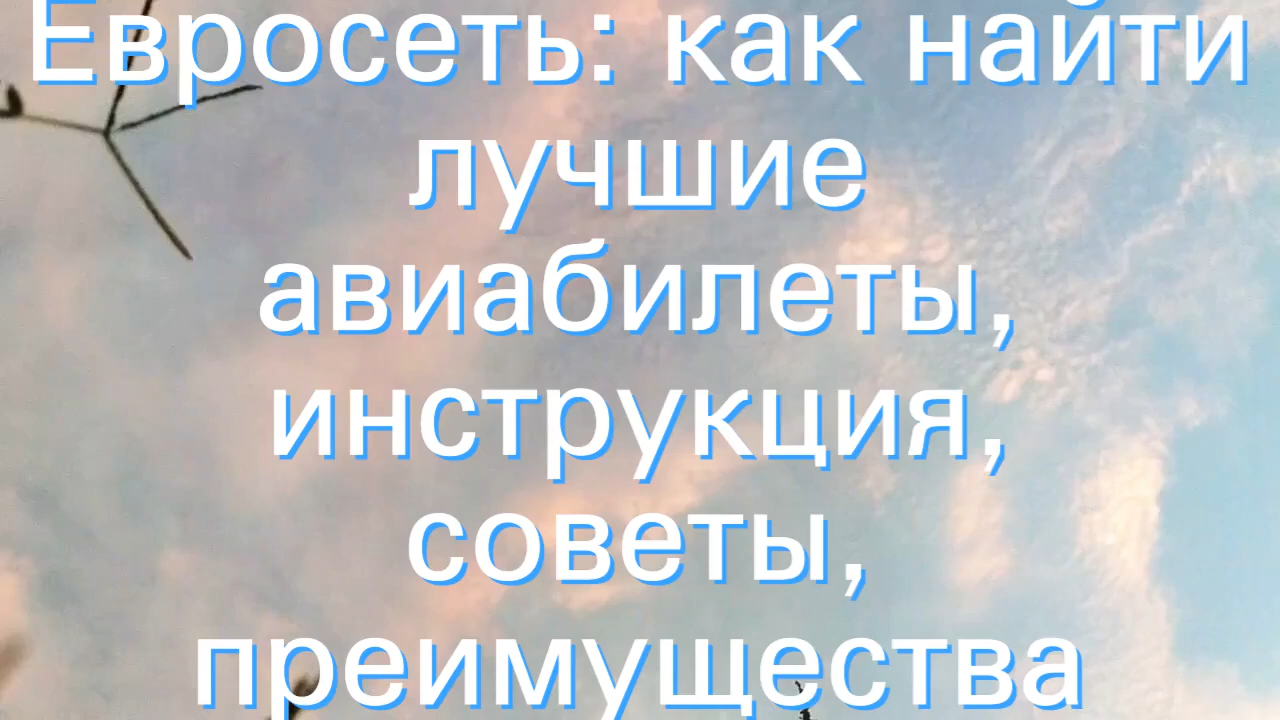 Евросеть: как найти
лучшие
авиабилеты,
инструкция,
советы,
преимущества